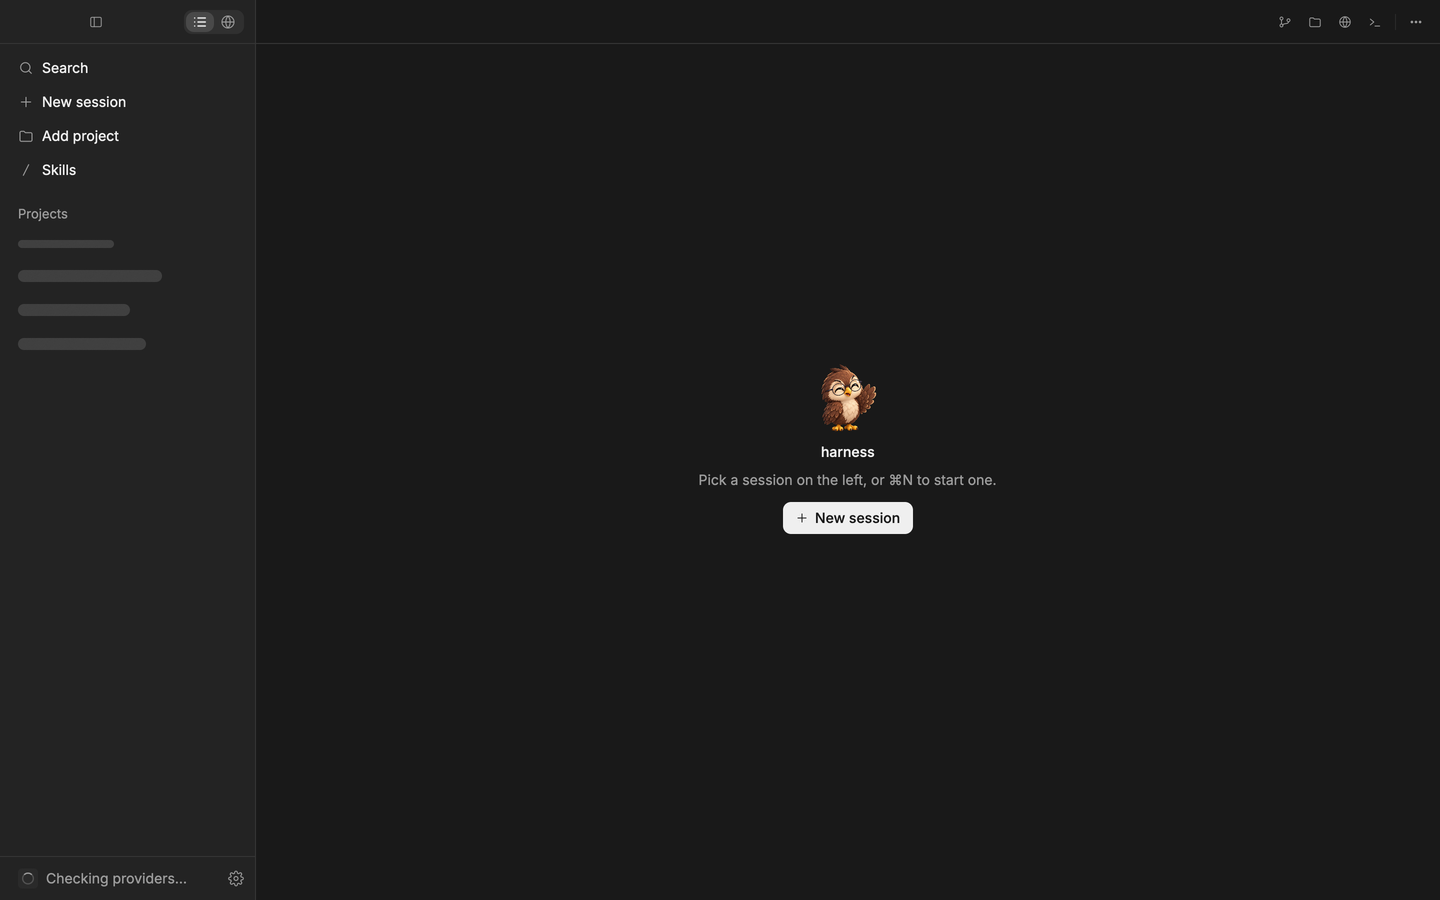 Search
New session
Add project
Skills
Projects
harness
Pick a session on the left, or ⌘N to start one.
New session
Checking providers...